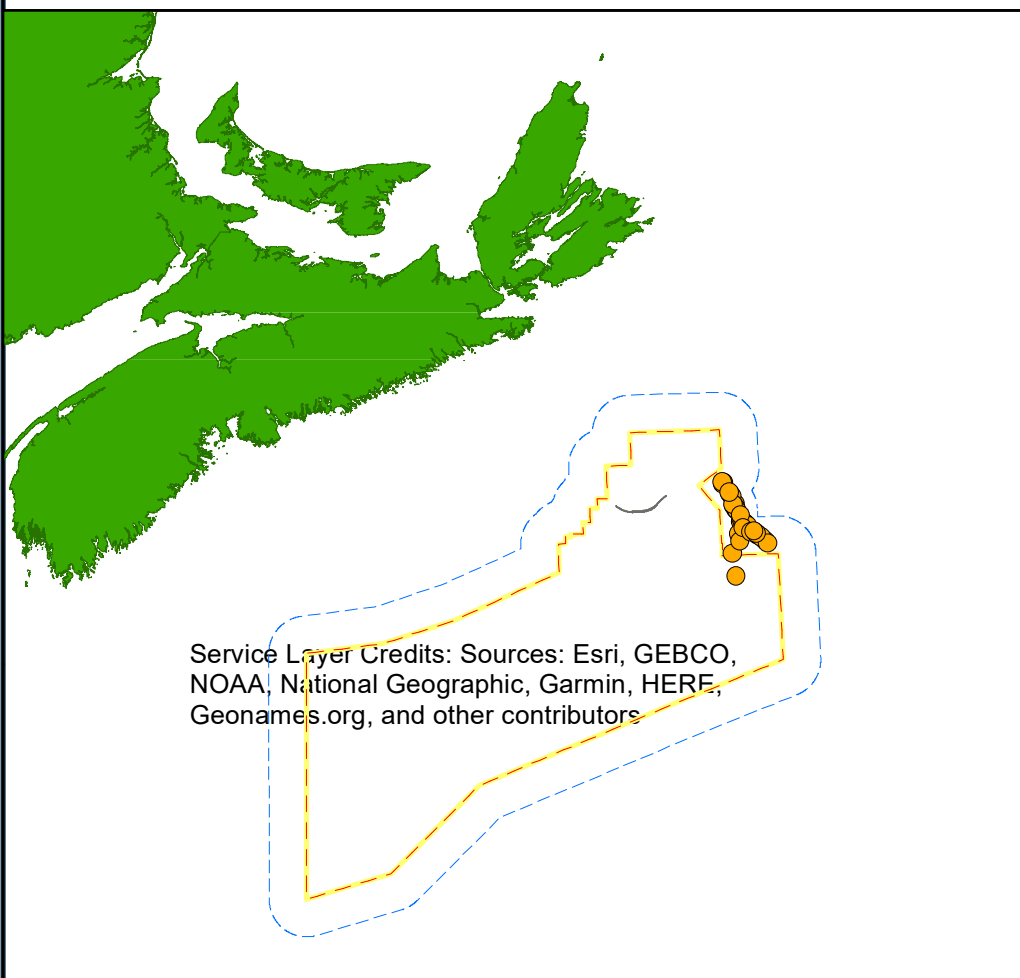 Service Layer Credits: Sources: Esri, GEBCO,
NOAA, National Geographic, Garmin, HERE,
Geonames.org, and other contributors